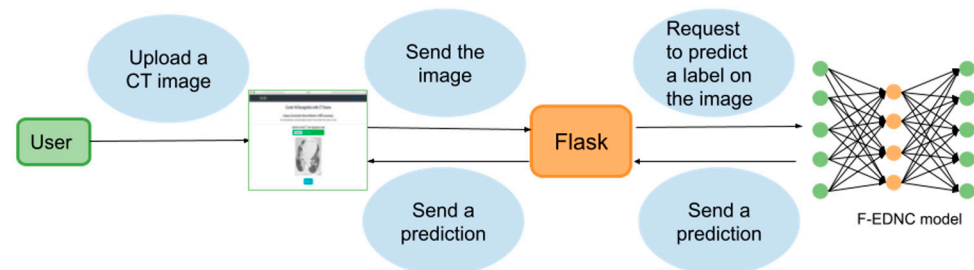 Upload a
CT image
Send the
image
Request
to predict
a label on
the image
User
Flask
Send a
prediction
Send a
prediction
F-EDNC model